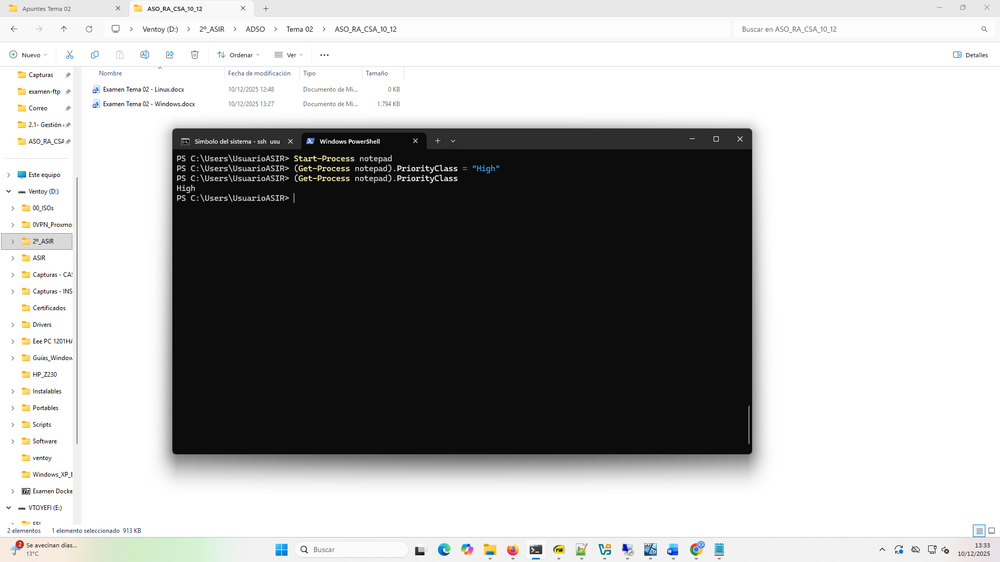 Apuntes Tema 02
ASO_RA_CSA_10_12
Ventoy (D:)
2º_ASIR
ADSO
Tema 02
ASO_RA_CSA_10_12
Buscar en ASO_RA_CSA_10_12
Nuevo
Ordenar
Ver
Detalles
Nombre
Fecha de modificación
Tipo
Tamaño
Examen Tema 02 - Linux.docx
10/12/2025 12:48
Documento de Mi...
0 KB
Examen Tema 02 - Windows.docx
10/12/2025 13:27
Documento de Mi...
1.794 KB
Capturas
examen-ftp
Correo
2.1- Gestión
ASO_RA_CSA
Este equipo
Ventoy (D:)
00_ISOs
0VPN_Proxmo
2º_ASIR
ASIR
Capturas - CAS
Capturas - INS
Certificados
Drivers
Eee PC 1201HA
Guías_Window
HP_Z230
Instalables
Portables
Scripts
Software
ventoy
Windows_XP_E
Examen Docke
VTOYEFI (E:)
EFI
Símbolo del sistema - ssh usu
Windows PowerShell
PS C:\Users\UsuarioASIR> Start-Process notepad
PS C:\Users\UsuarioASIR> (Get-Process notepad).PriorityClass = "High"
PS C:\Users\UsuarioASIR> (Get-Process notepad).PriorityClass
High
PS C:\Users\UsuarioASIR>
2 elementos
1 elemento seleccionado 913 KB
2
Se avecinan días...
13°C
Buscar
13:33
10/12/2025